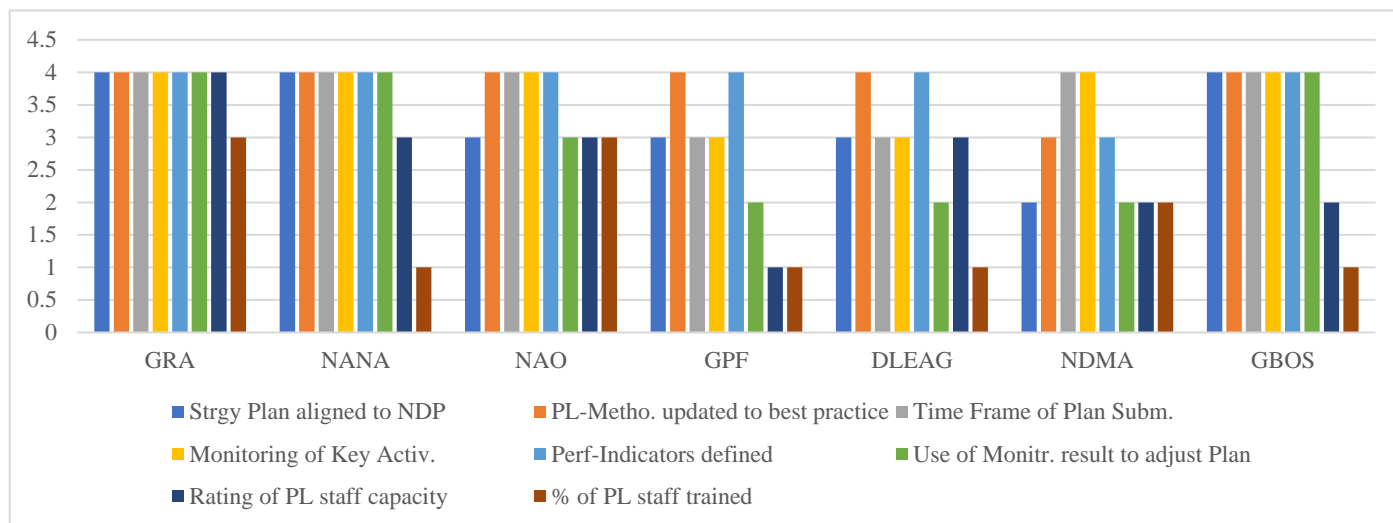 4.5
4
3.5
3
2.5
2
1.5
1
0.5
0
GRA NANA NAO GPF DLEAG NDMA GBOS
Strgy Plan aligned to NDP PL-Metho. updated to best practice Time Frame of Plan Subm.
Monitoring of Key Activ. Perf-Indicators defined Use of Monitr. result to adjust Plan
Rating of PL staff capacity % of PL staff trained